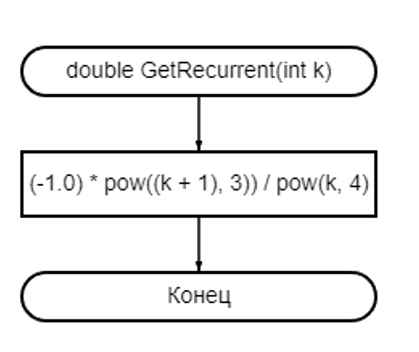 double GetRecurrent(int k)
(-1.0) * pow((k + 1), 3)) / pow(k, 4)
Конец